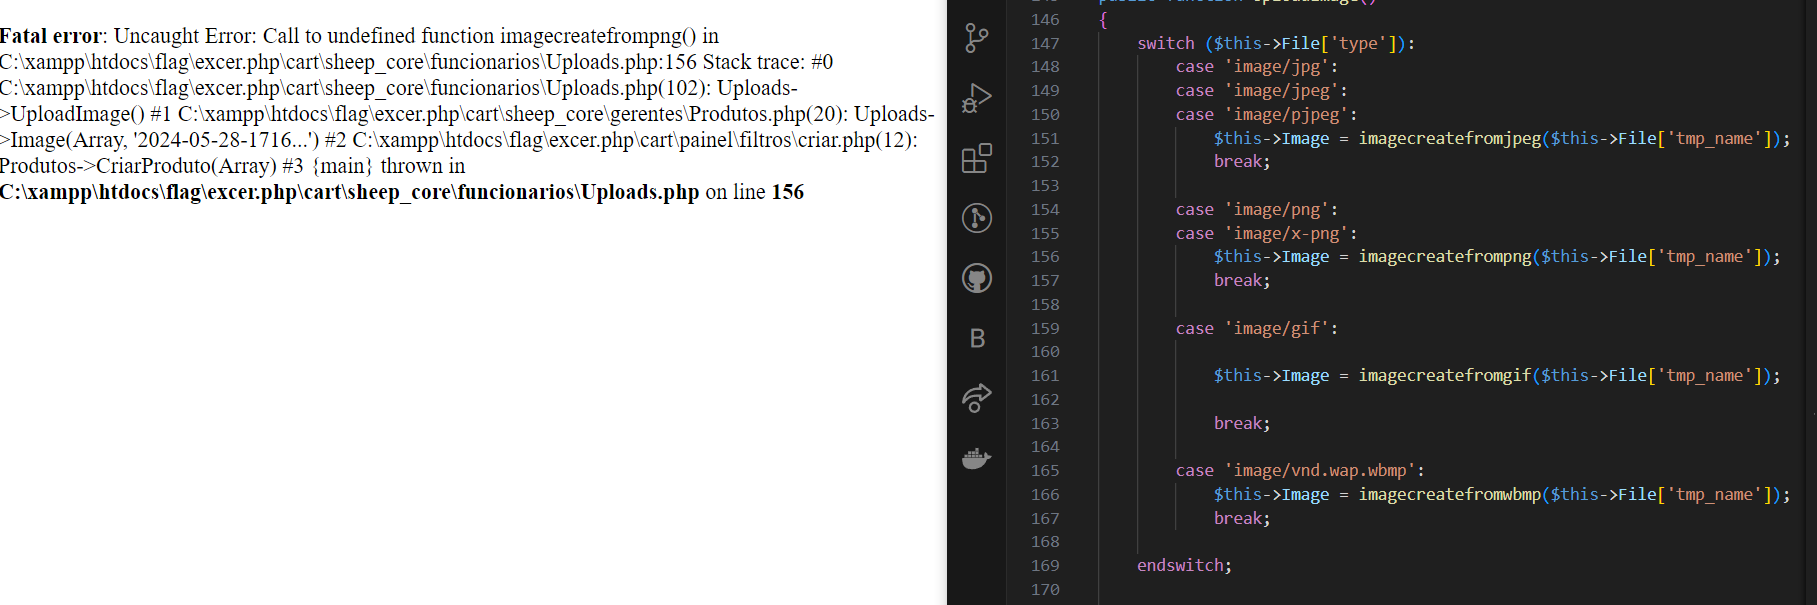 Fatal error: Uncaught Error: Call to undefined function imagecreatefrompng() in
C:\xampp\htdocs\flag\excer.php\cart\sheep_core\funcionarios\Uploads.php:156 Stack trace: #0
C:\xampp\htdocs\flag\excer.php\cart\sheep_core\funcionarios\Uploads.php(102): Uploads-
>UploadImage() #1 C:\xampp\htdocs\flag\excer.php\cart\sheep_core\gerentes\Produtos.php(20): Uploads-
>Image(Array, '2024-05-28-1716...') #2 C:\xampp\htdocs\flag\excer.php\cart\painel\filtros\criar.php(12):
Produtos->CriarProduto(Array) #3 {main} thrown in
C:\xampp\htdocs\flag\excer.php\cart\sheep_core\funcionarios\Uploads.php on line 156
B
146 {
147 switch ($this->File['type']):
148 case 'image/jpg':
149 case 'image/jpeg':
150 case 'image/pjpeg':
151 $this->Image = imagecreatefromjpeg($this->File['tmp_name']);
152 break;
153
154 case 'image/png':
155 case 'image/x-png':
156 $this->Image = imagecreatefrompng($this->File['tmp_name']);
157 break;
158
159 case 'image/gif':
160
161 $this->Image = imagecreatefromgif($this->File['tmp_name']);
162
163 break;
164
165 case 'image/vnd.wap.wbmp':
166 $this->Image = imagecreatefromwbmp($this->File['tmp_name']);
167 break;
168
169 endswitch;
170